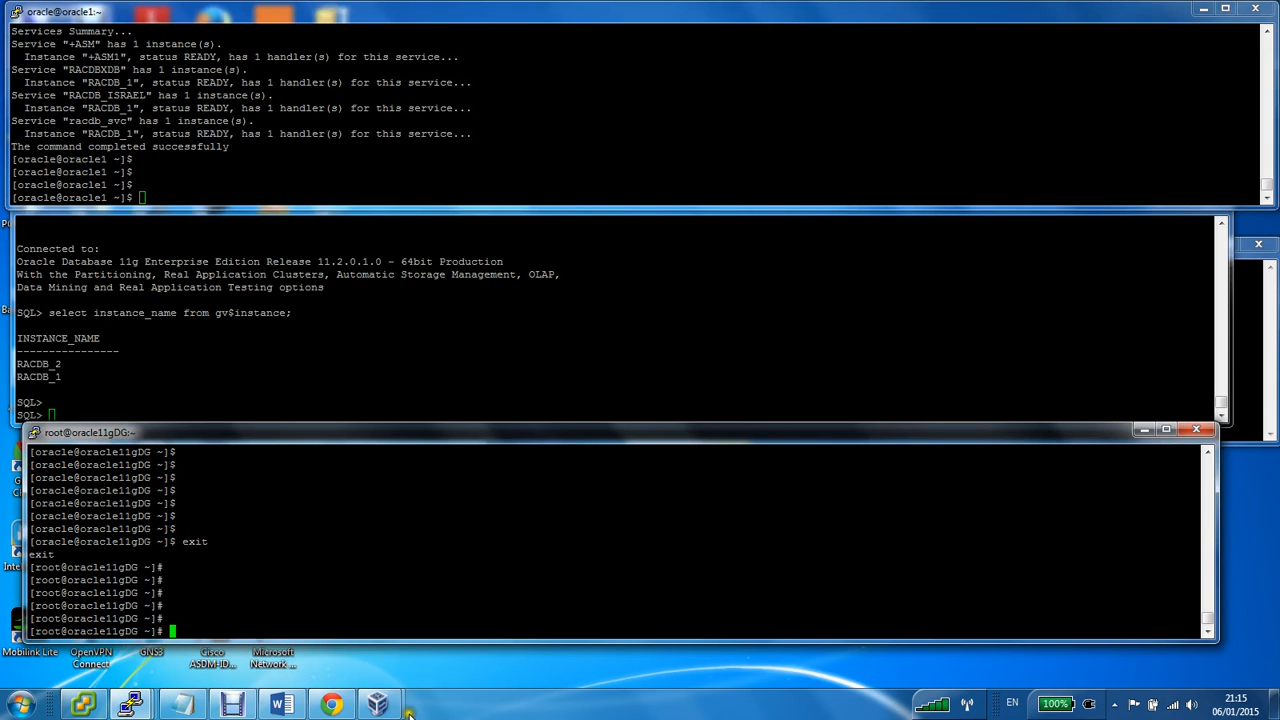 oracle@oracle1:~
Services Summary...
Service "+ASM" has 1 instance(s).
  Instance "+ASM1", status READY, has 1 handler(s) for this service...
Service "RACDBXDB" has 1 instance(s).
  Instance "RACDB_1", status READY, has 1 handler(s) for this service...
Service "RACDB_ISRAEL" has 1 instance(s).
  Instance "RACDB_1", status READY, has 1 handler(s) for this service...
Service "racdb_svc" has 1 instance(s).
  Instance "RACDB_1", status READY, has 1 handler(s) for this service...
The command completed successfully
[oracle@oracle1 ~]$
[oracle@oracle1 ~]$
[oracle@oracle1 ~]$
[oracle@oracle1 ~]$
Connected to:
Oracle Database 11g Enterprise Edition Release 11.2.0.1.0 - 64bit Production
With the Partitioning, Real Application Clusters, Automatic Storage Management, OLAP,
Data Mining and Real Application Testing options
SQL> select instance_name from gv$instance;
INSTANCE_NAME
----------------
RACDB_2
RACDB_1
SQL>
SQL>
root@oracle11gDG:~
[oracle@oracle11gDG ~]$
[oracle@oracle11gDG ~]$
[oracle@oracle11gDG ~]$
[oracle@oracle11gDG ~]$
[oracle@oracle11gDG ~]$
[oracle@oracle11gDG ~]$
[oracle@oracle11gDG ~]$
[oracle@oracle11gDG ~]$ exit
exit
[root@oracle11gDG ~]#
[root@oracle11gDG ~]#
[root@oracle11gDG ~]#
[root@oracle11gDG ~]#
[root@oracle11gDG ~]#
[root@oracle11gDG ~]#
Mobilink Lite
OpenVPN Connect
GNS3
Cisco ASDM-ID...
Microsoft Network ...
EN
100%
21:15
06/01/2015